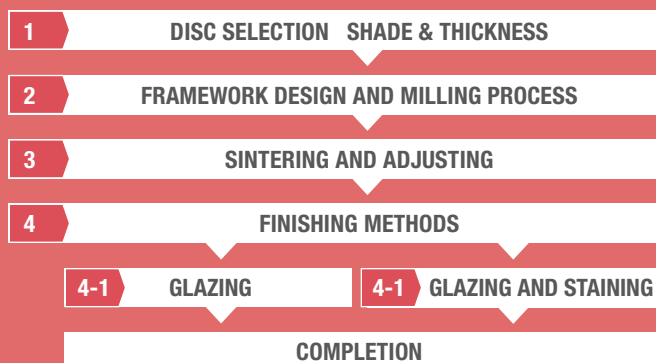 1 DISC SELECTION SHADE & THICKNESS
2 FRAMEWORK DESIGN AND MILLING PROCESS
3 SINTERING AND ADJUSTING
4 FINISHING METHODS
4-1 GLAZING 4-1 GLAZING AND STAINING
COMPLETION